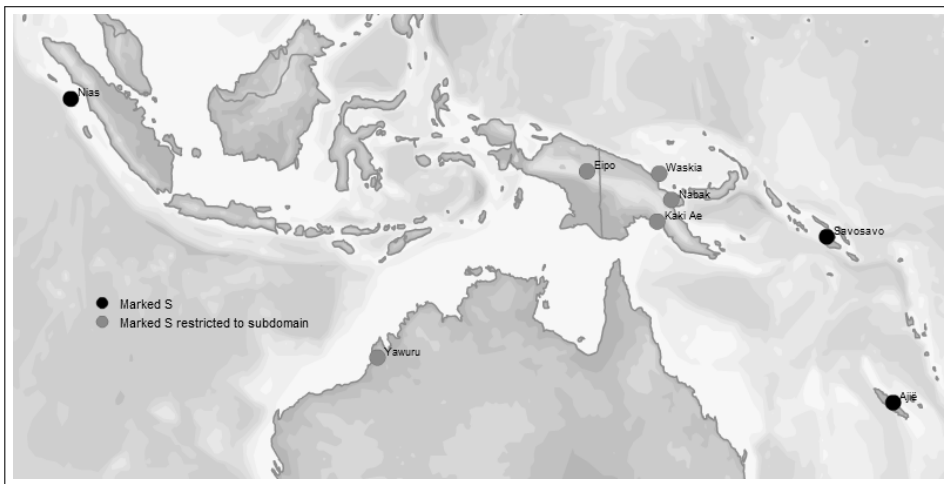 Nias
Eipo
Waskia
Nabak
Kaki Ae
Savosavo
Marked S
Marked S restricted to subdomain
Yawuru
Ajië